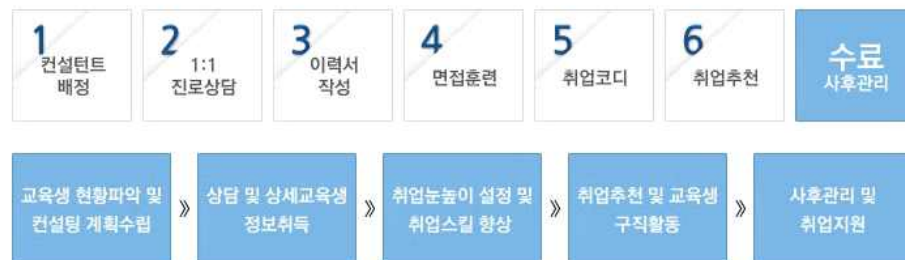 1
컨설턴트
배정
2
1:1
진로상담
3
이력서
작성
4
면접훈련
5
취업코디
6
취업추천
수료
사후관리
교육생 현황파악 및
컨설팅 계획수립
》
상담 및 상세교육생
정보취득
》
취업눈높이 설정 및
취업스킬 향상
》
취업추천 및 교육생
구직활동
》
사후관리 및
취업지원